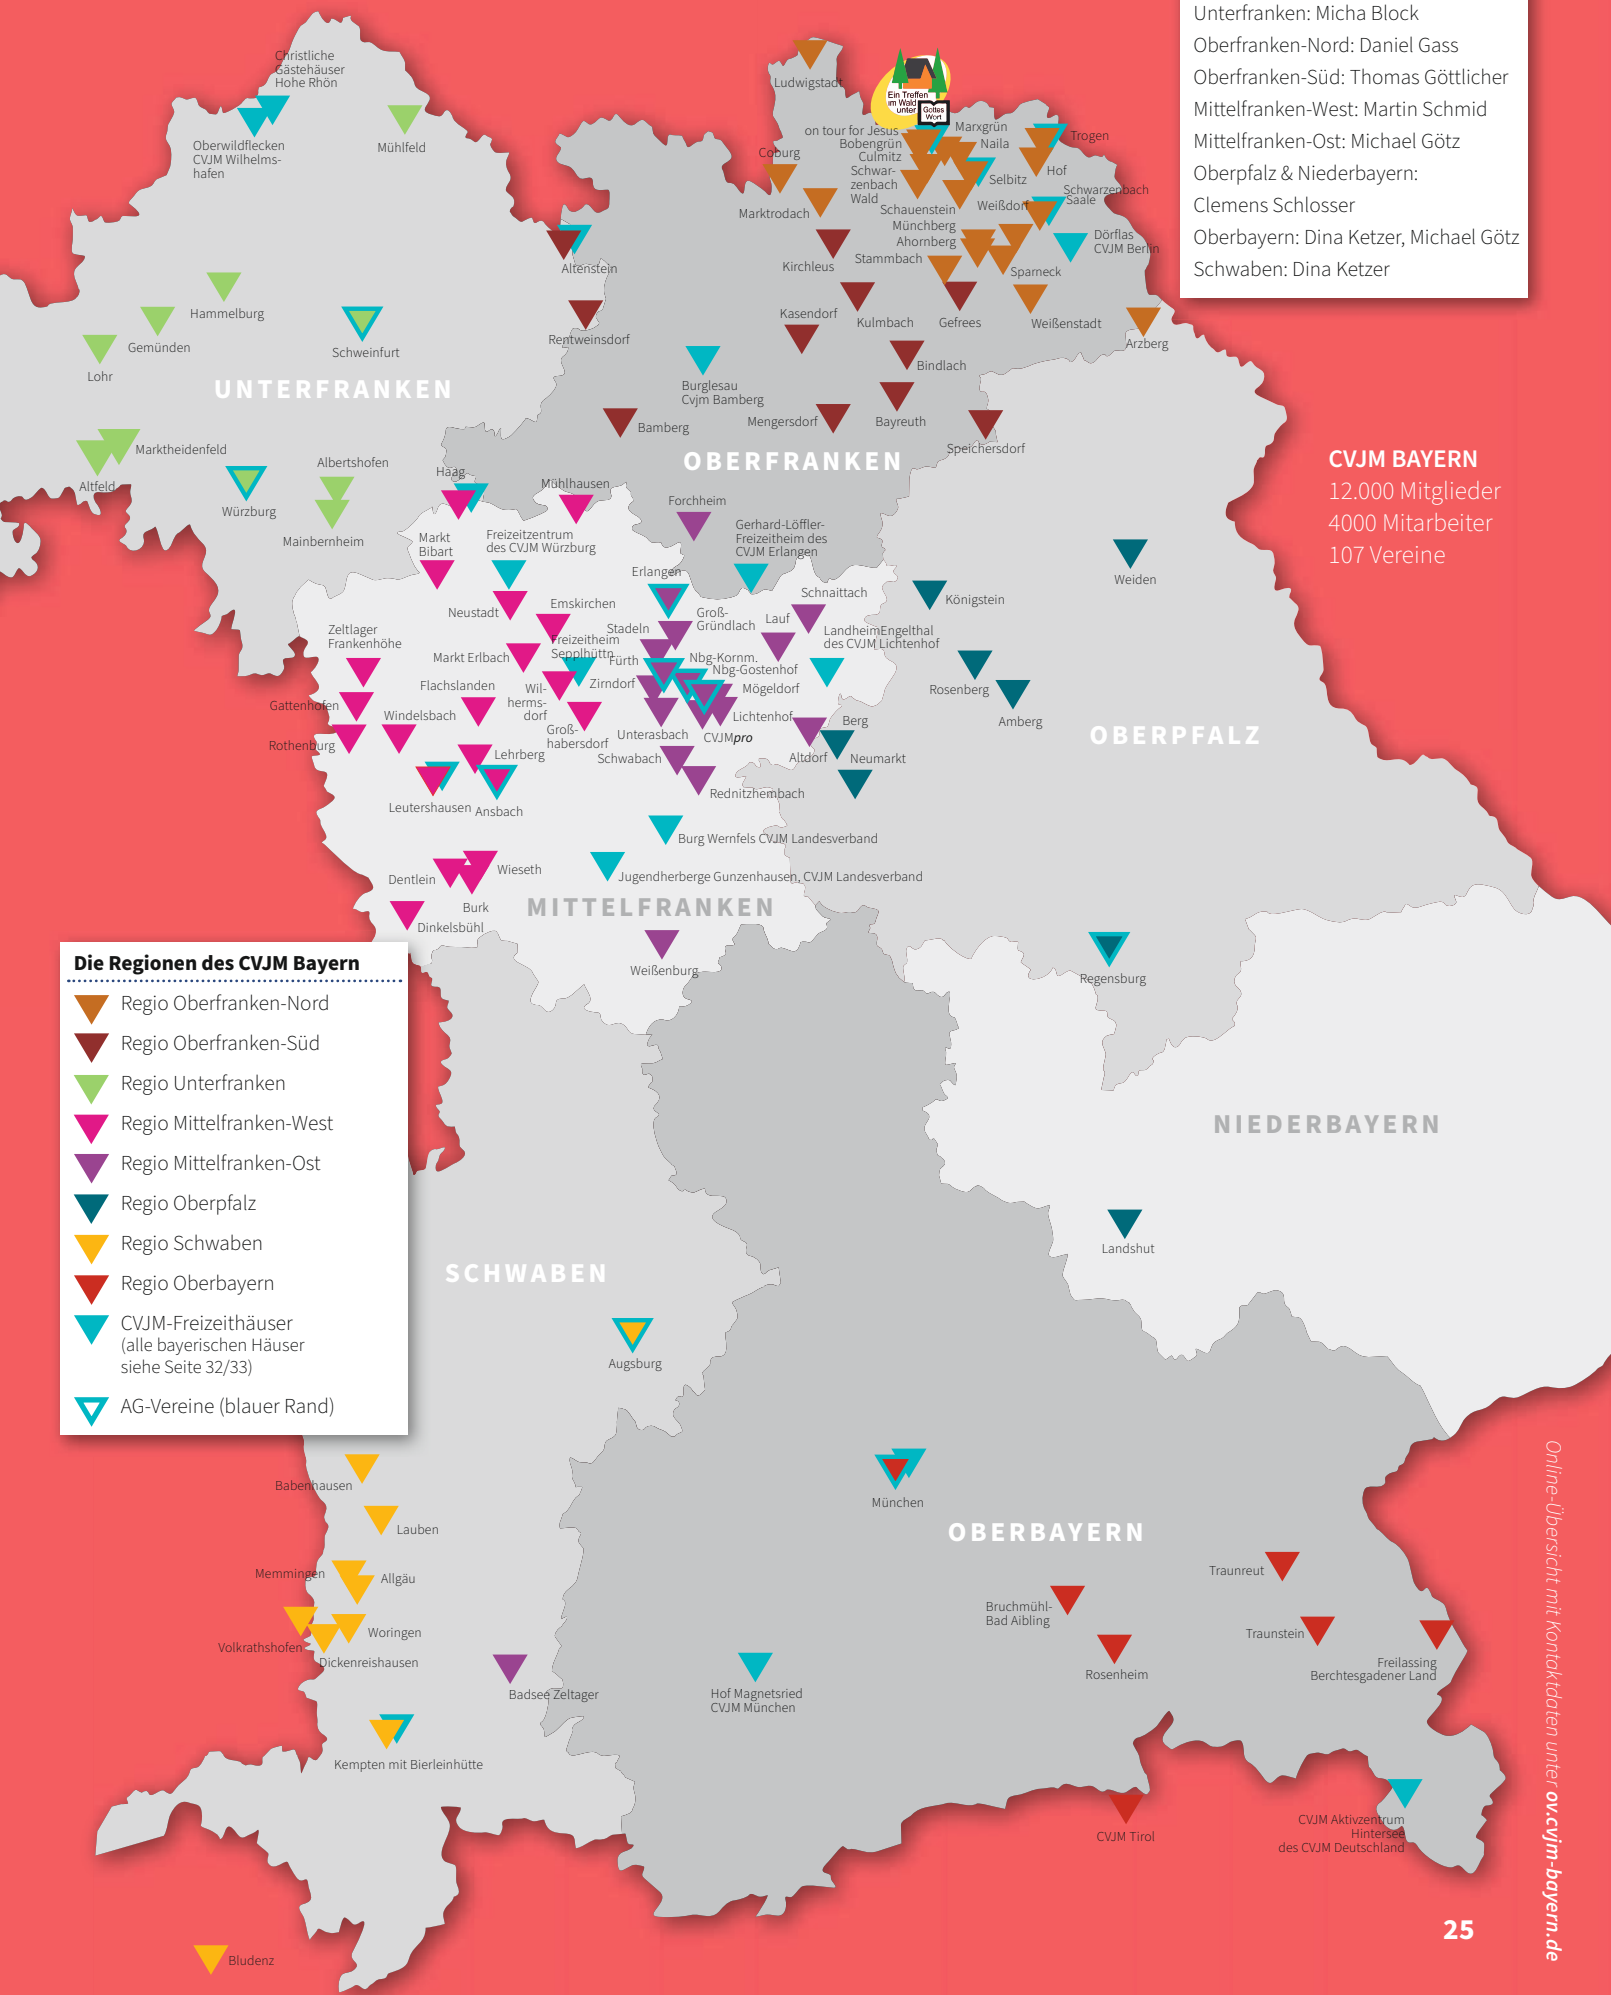 Unterfranken: Micha Block
Oberfranken-Nord: Daniel Gass
Oberfranken-Süd: Thomas Göttlicher
Mittelfranken-West: Martin Schmid
Mittelfranken-Ost: Michael Götz
Oberpfalz & Niederbayern:
Clemens Schlosser
Oberbayern: Dina Ketzer, Michael Götz
Schwaben: Dina Ketzer
Christliche
Gästehäuser
Hohe Rhön
Oberwildflecken
CVJM Wilhelms-
hafen
Mühlfeld
Ludwigstadt
Ein Treffen
im Wald
unter
Gottes
Wort
on tour for Jesus
Bobengrün
Culmitz
Schwar-
zenbach
Wald
Marxgrün
Naila
Trogen
Hof
Selbitz
Schwarzenbach
Saale
Weißdorf
Coburg
Marktrodach
Schauenstein
Münchberg
Ahornberg
Stammbach
Dörflas
CVJM Berlin
Sparneck
Altenstein
Kirchleus
Hammelburg
Gemünden
Lohr
Schweinfurt
Rentweinsdorf
Kasendorf
Kulmbach
Gefrees
Weißenstadt
Arzberg
UNTERFRANKEN
Burglesau
Cvjm Bamberg
Bindlach
Bamberg
Mengersdorf
Bayreuth
Speichersdorf
OBERFRANKEN
Marktheidenfeld
Altfeld
Würzburg
Albertshofen
Mainbernheim
Haag
Mühlhausen
Forchheim
CVJM BAYERN
12.000 Mitglieder
4000 Mitarbeiter
107 Vereine
Markt
Bibart
Freizeitzentrum
des CVJM Würzburg
Gerhard-Löffler-
Freizeitheim des
CVJM Erlangen
Weiden
Königstein
Erlangen
Schnaittach
Neustadt
Emskirchen
Groß-
Gründlach
Lauf
Stadeln
Landheim Engelthal
des CVJM Lichtenhof
Zeltlager
Frankenhöhe
Markt Erlbach
Freizeitheim
Sepplhüttn
Fürth
Nbg-Kornm.
Nbg-Gostenhof
Zirndorf
Mögeldorf
Rosenberg
Amberg
Flachslanden
Wil-
herms-
dorf
Gattenhofen
Windelsbach
Rothenburg
Groß-
habersdorf
Unterasbach
CVJMpro
Lichtenhof
Berg
Altdorf
Neumarkt
OBERPFALZ
Lehrberg
Schwabach
Rednitzhembach
Leutershausen
Ansbach
Burg Wernfels CVJM Landesverband
Jugendherberge Gunzenhausen, CVJM Landesverband
Dentlein
Wieseth
Burk
MITTELFRANKEN
Dinkelsbühl
Weißenburg
Regensburg
Die Regionen des CVJM Bayern
Regio Oberfranken-Nord
Regio Oberfranken-Süd
Regio Unterfranken
Regio Mittelfranken-West
Regio Mittelfranken-Ost
Regio Oberpfalz
Regio Schwaben
Regio Oberbayern
CVJM-Freizeithäuser
(alle bayerischen Häuser
siehe Seite 32/33)
AG-Vereine (blauer Rand)
NIEDERBAYERN
Landshut
SCHWABEN
Augsburg
Babenhausen
Lauben
München
OBERBAYERN
Memmingen
Allgäu
Volkrathshofen
Woringen
Dickenreishausen
Badsee Zeltager
Hof Magnetsried
CVJM München
Bruchmühl-
Bad Aibling
Rosenheim
Traunreut
Traunstein
Freilassing
Berchtesgadener Land
Kempten mit Bierleinhütte
CVJM Tirol
CVJM Aktivzentrum
Hintersee
des CVJM Deutschland
Bludenz
Online-Übersicht mit Kontaktdaten unter ov.cvjm-bayern.de
25